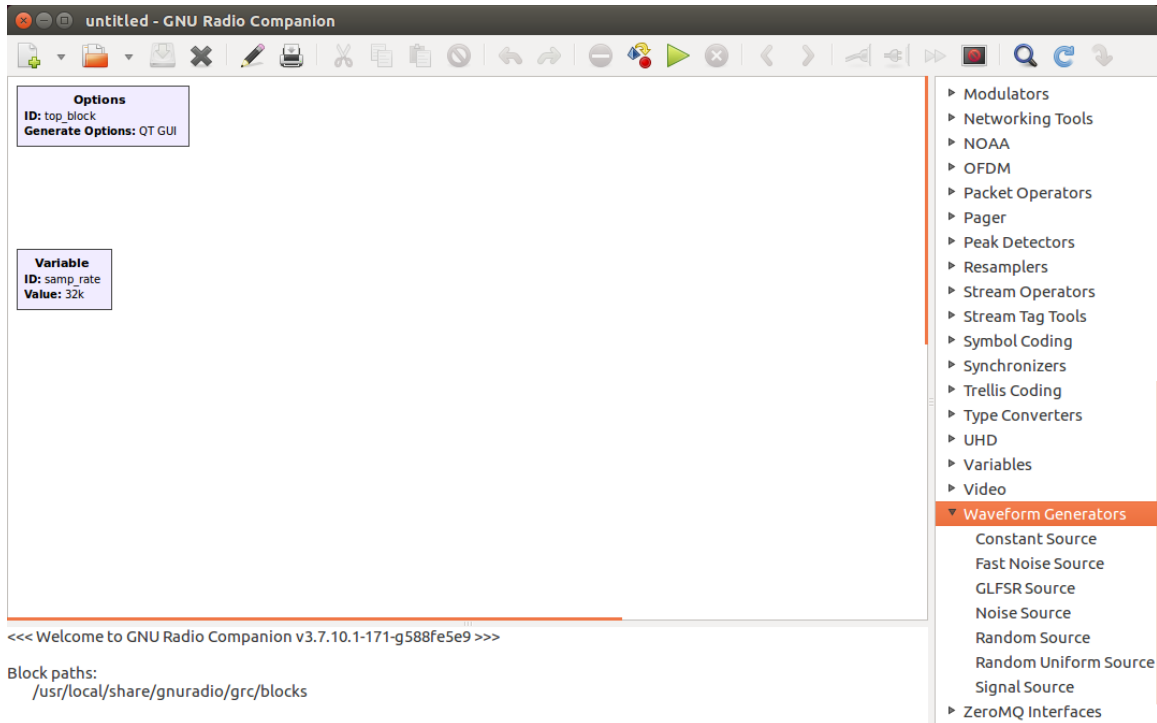 untitled - GNU Radio Companion
Options
ID: top_block
Generate Options: QT GUI
Variable
ID: samp_rate
Value: 32k
Modulators
Networking Tools
NOAA
OFDM
Packet Operators
Pager
Peak Detectors
Resamplers
Stream Operators
Stream Tag Tools
Symbol Coding
Synchronizers
Trellis Coding
Type Converters
UHD
Variables
Video
Waveform Generators
Constant Source
Fast Noise Source
GLFSR Source
Noise Source
Random Source
Random Uniform Source
Signal Source
ZeroMQ Interfaces
<<< Welcome to GNU Radio Companion v3.7.10.1-171-g588fe5e9 >>>
Block paths:
/usr/local/share/gnuradio/grc/blocks